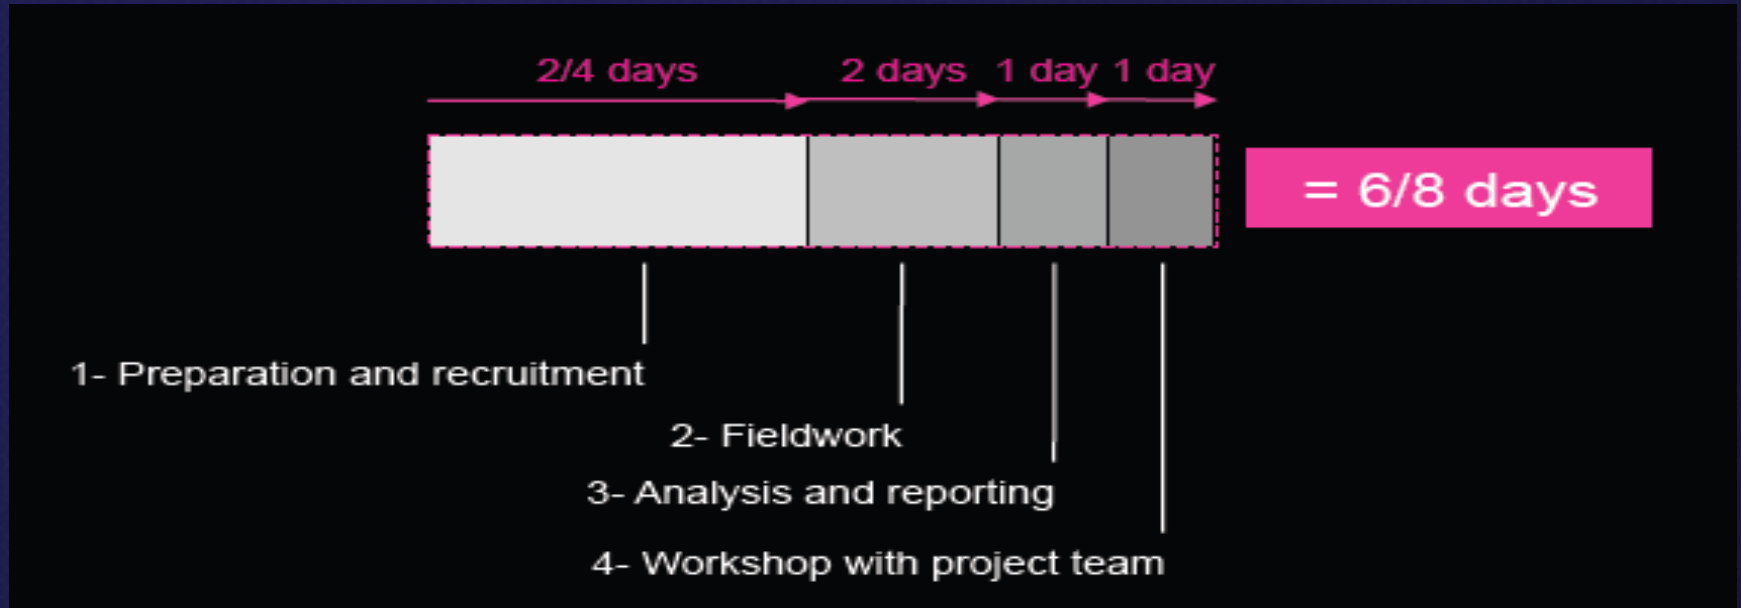 2/4 days 2 days 1 day 1 day
= 6/8 days
1- Preparation and recruitment
2- Fieldwork
3- Analysis and reporting
4- Workshop with project team